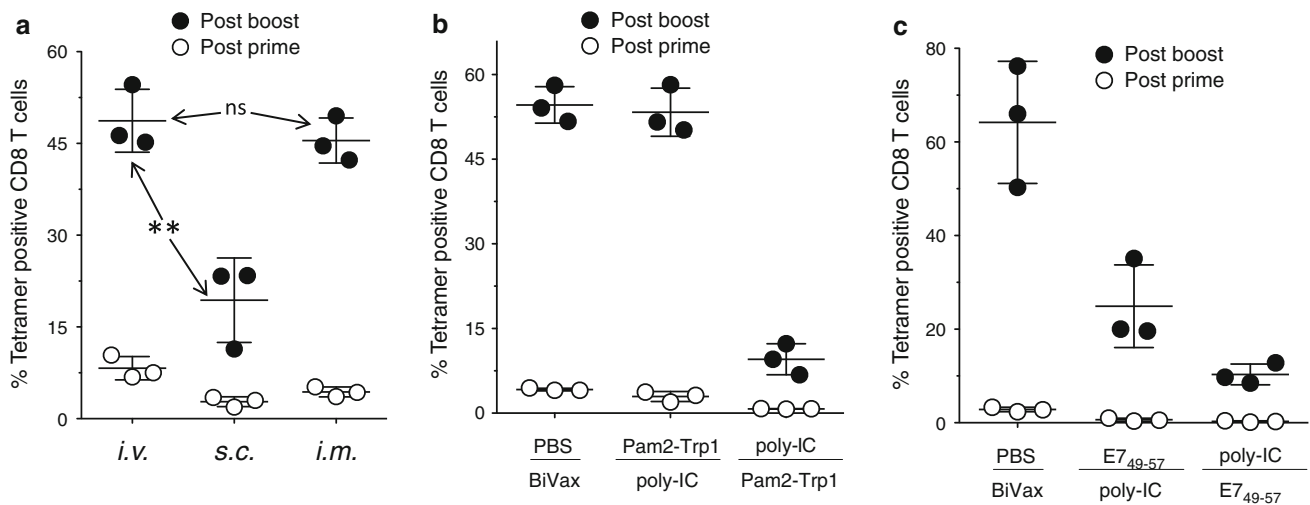 a
Post boost
Post prime
% Tetramer positive CD8 T cells
60
45
30
15
0
ns
**
i.v.
s.c.
i.m.
b
Post boost
Post prime
% Tetramer positive CD8 T cells
60
45
30
15
0
PBS
BiVax
Pam2-Trp1
poly-IC
poly-IC
Pam2-Trp1
c
Post boost
Post prime
% Tetramer positive CD8 T cells
80
60
40
20
0
PBS
BiVax
E7₄₉₋₅₇
poly-IC
poly-IC
E7₄₉₋₅₇